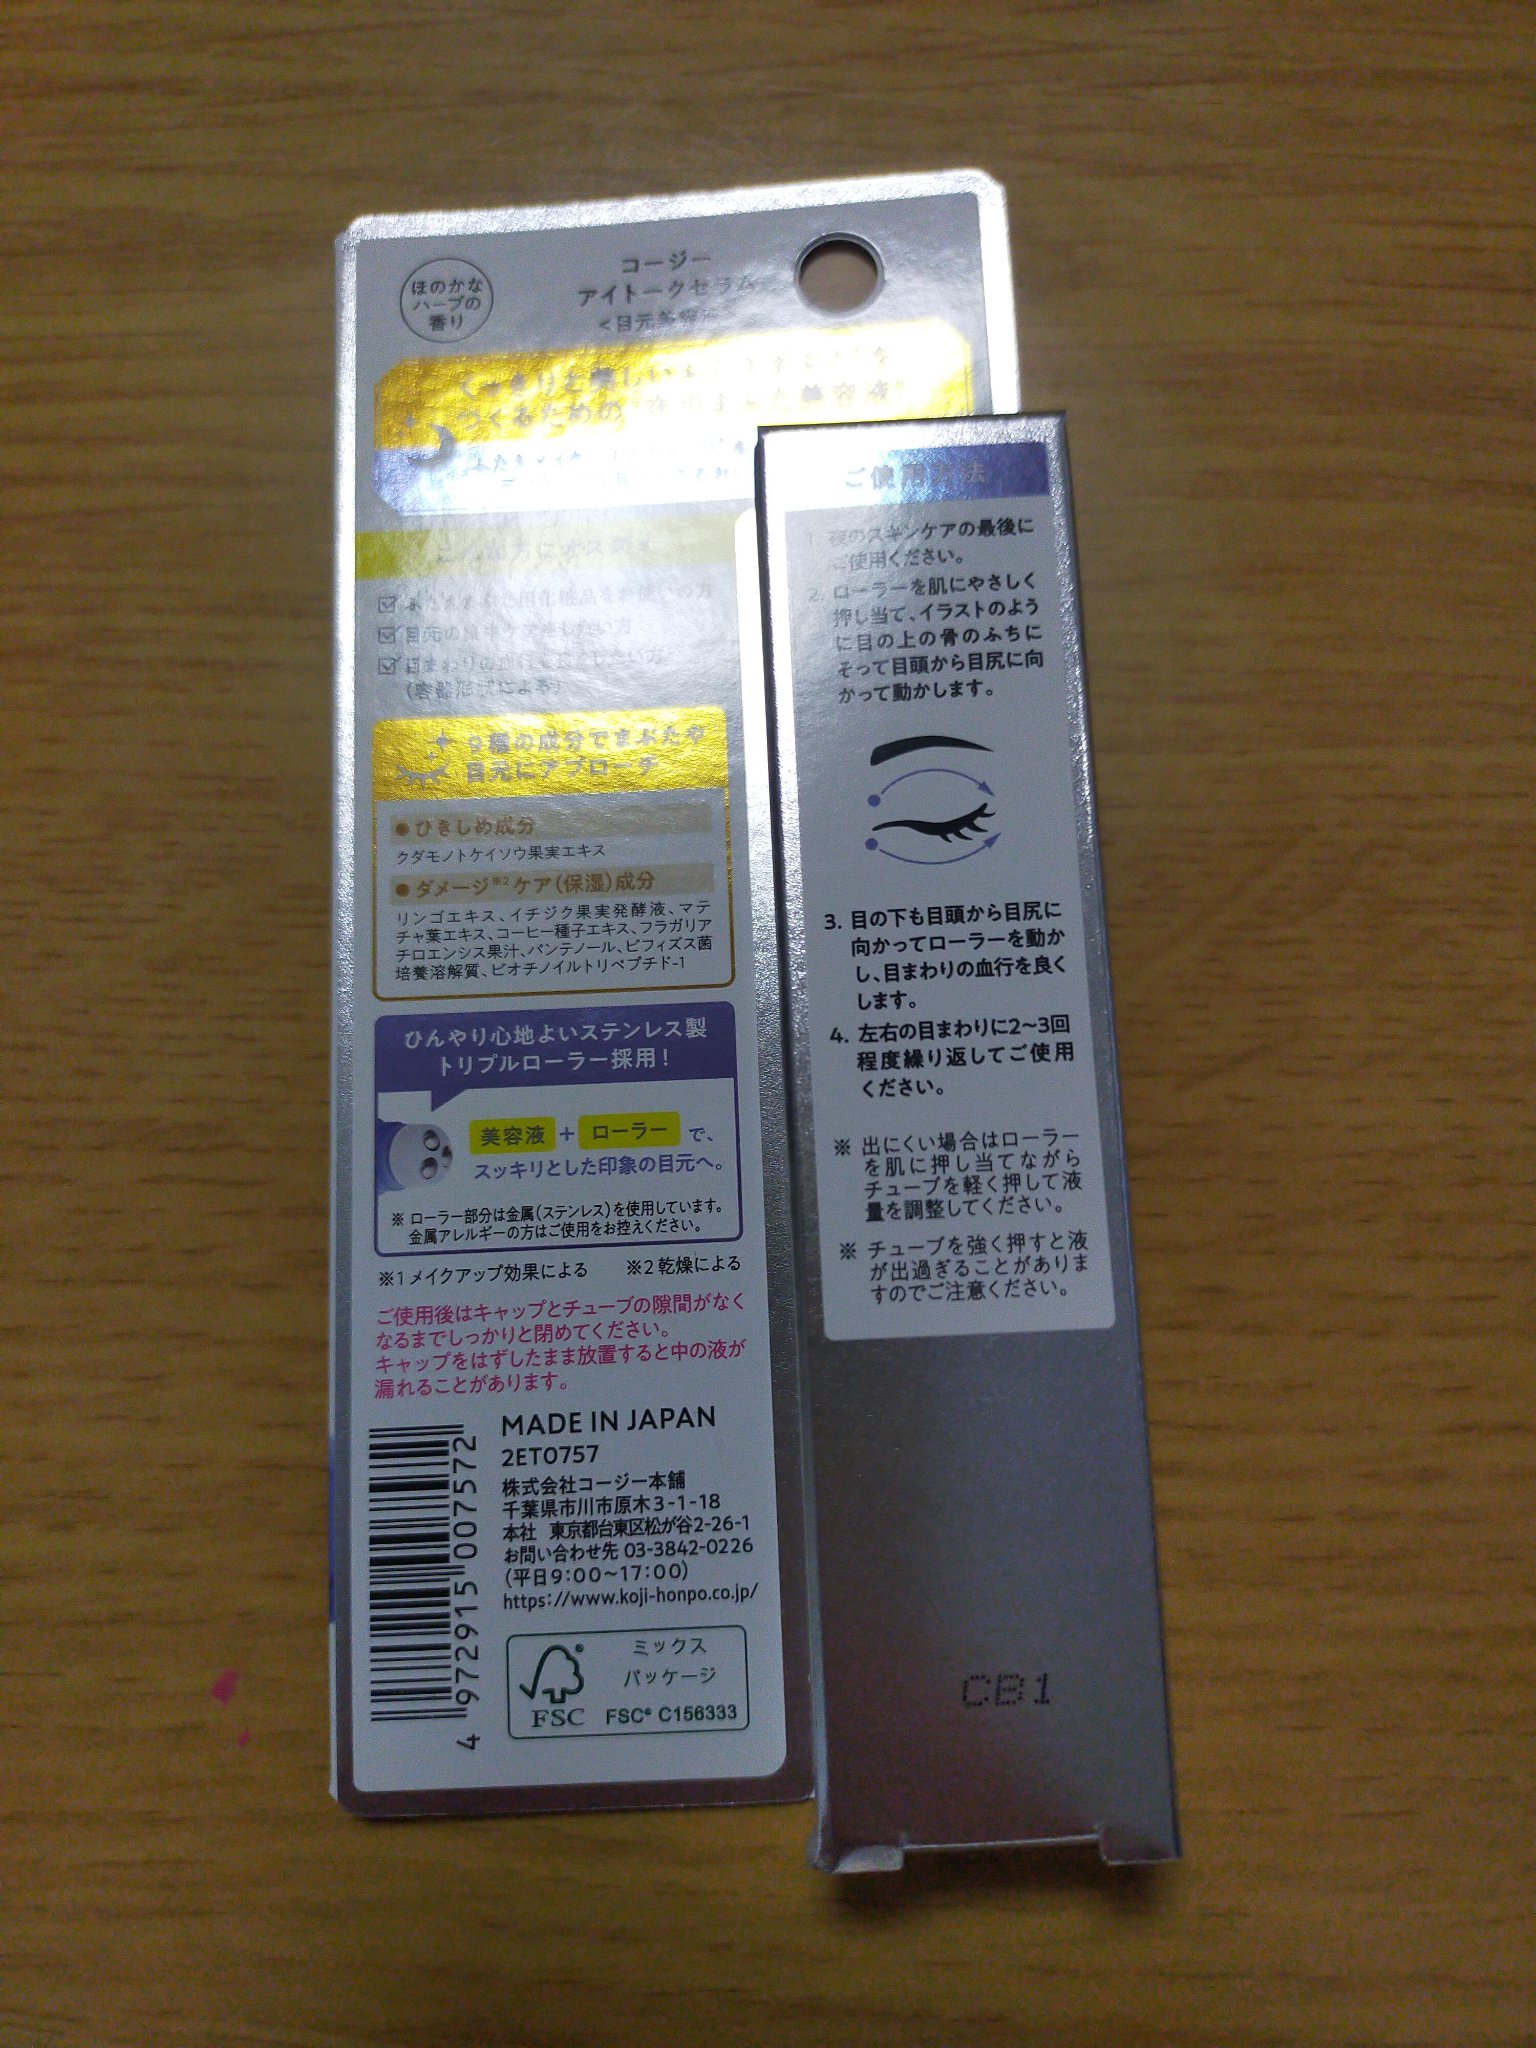 ほのかな
ハーブの
香り
コージー
アイトークセラム
<目元美容液>
9種の成分でまぶたや
目元にアプローチ
● ひきしめ成分
クダモノトケイソウ果実エキス
● ダメージ※2ケア(保湿)成分
リンゴエキス、イチジク果実発酵液、マテ
チャ葉エキス、コーヒー種子エキス、フラガリア
チロエンシス果汁、パンテノール、ビフィズス菌
培養溶解質、ビオチノイルトリペプチド-1
ひんやり心地よいステンレス製
トリプルローラー採用!
美容液 + ローラー で、
スッキリとした印象の目元へ。
※ ローラー部分は金属(ステンレス)を使用しています。
金属アレルギーの方はご使用をお控えください。
※1 メイクアップ効果による ※2 乾燥による
ご使用後はキャップとチューブの隙間がなく
なるまでしっかりと閉めてください。
キャップをはずしたまま放置すると中の液が
漏れることがあります。
4 972915 007572
MADE IN JAPAN
2ET0757
株式会社コージー本舗
千葉県市川市原木3-1-18
本社 東京都台東区松が谷2-26-1
お問い合わせ先 03-3842-0226
(平日9:00~17:00)
https://www.koji-honpo.co.jp/
FSC
ミックス
パッケージ
FSC® C156333
ご使用方法
1. 夜のスキンケアの最後に
ご使用ください。
2. ローラーを肌にやさしく
押し当て、イラストのよう
に目の上の骨のふちに
そって目頭から目尻に向
かって動かします。
3. 目の下も目頭から目尻に
向かってローラーを動か
し、目まわりの血行を良く
します。
4. 左右の目まわりに2~3回
程度繰り返してご使用
ください。
※ 出にくい場合はローラー
を肌に押し当てながら
チューブを軽く押して液
量を調整してください。
※ チューブを強く押すと液
が出過ぎることがありま
すのでご注意ください。
CB1